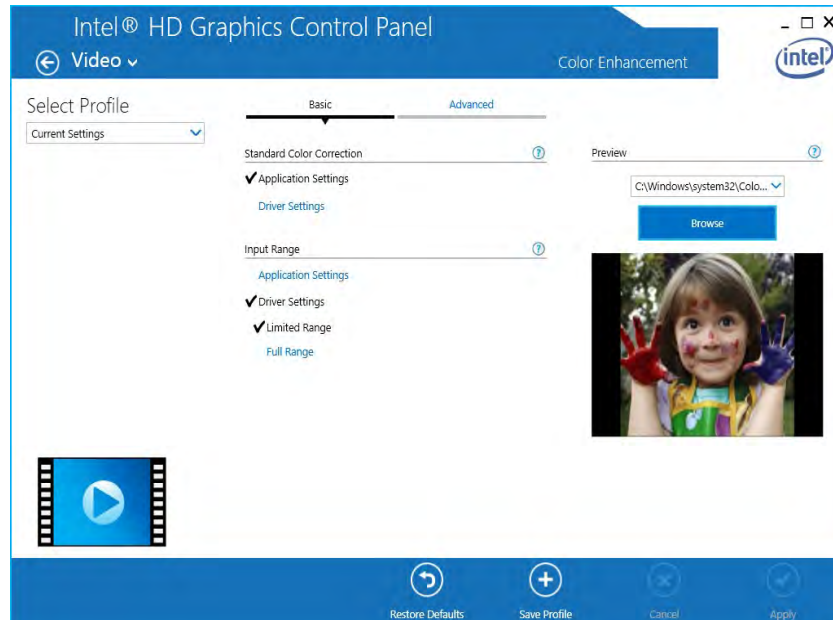 Intel® HD Graphics Control Panel
Video
Color Enhancement
intel
Select Profile
Current Settings
Basic
Advanced
Standard Color Correction
?
Application Settings
Driver Settings
Input Range
?
Application Settings
Driver Settings
Limited Range
Full Range
Preview
?
C:\Windows\system32\Colo...
Browse
Restore Defaults
Save Profile
Cancel
Apply